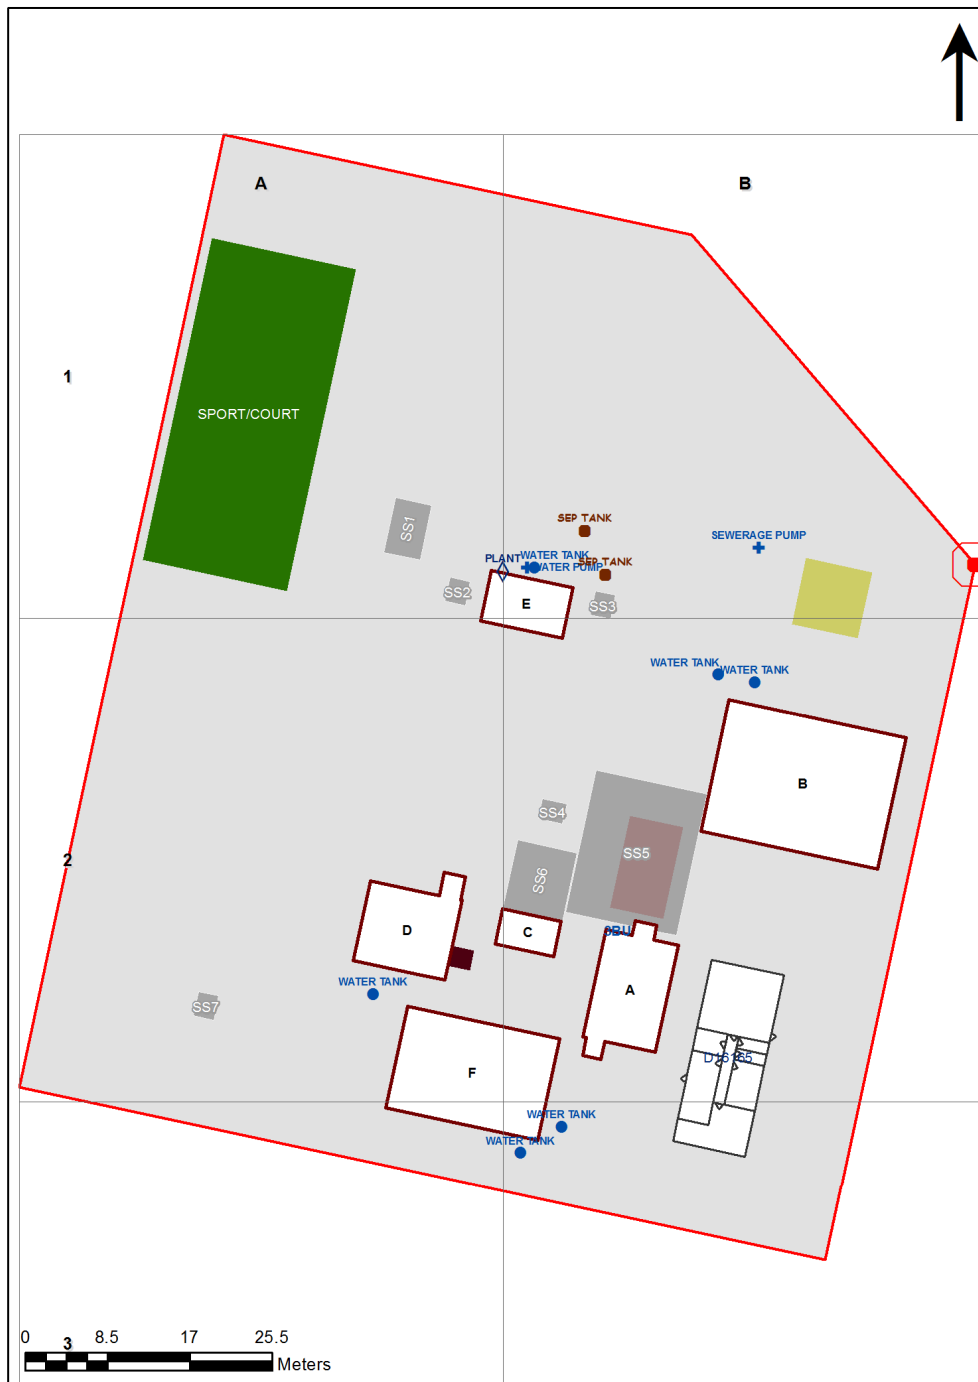 A
B
1
SPORT/COURT
SS1
SEP TANK
SEWERAGE PUMP
PLANT
WATER TANK
WATER PUMP
SEP TANK
SS2
E
SS3
WATER TANK
WATER TANK
B
SS4
2
SS5
SS6
D
C
SBU
WATER TANK
A
SS7
D16165
F
WATER TANK
WATER TANK
3
0 8.5 17 25.5
Meters